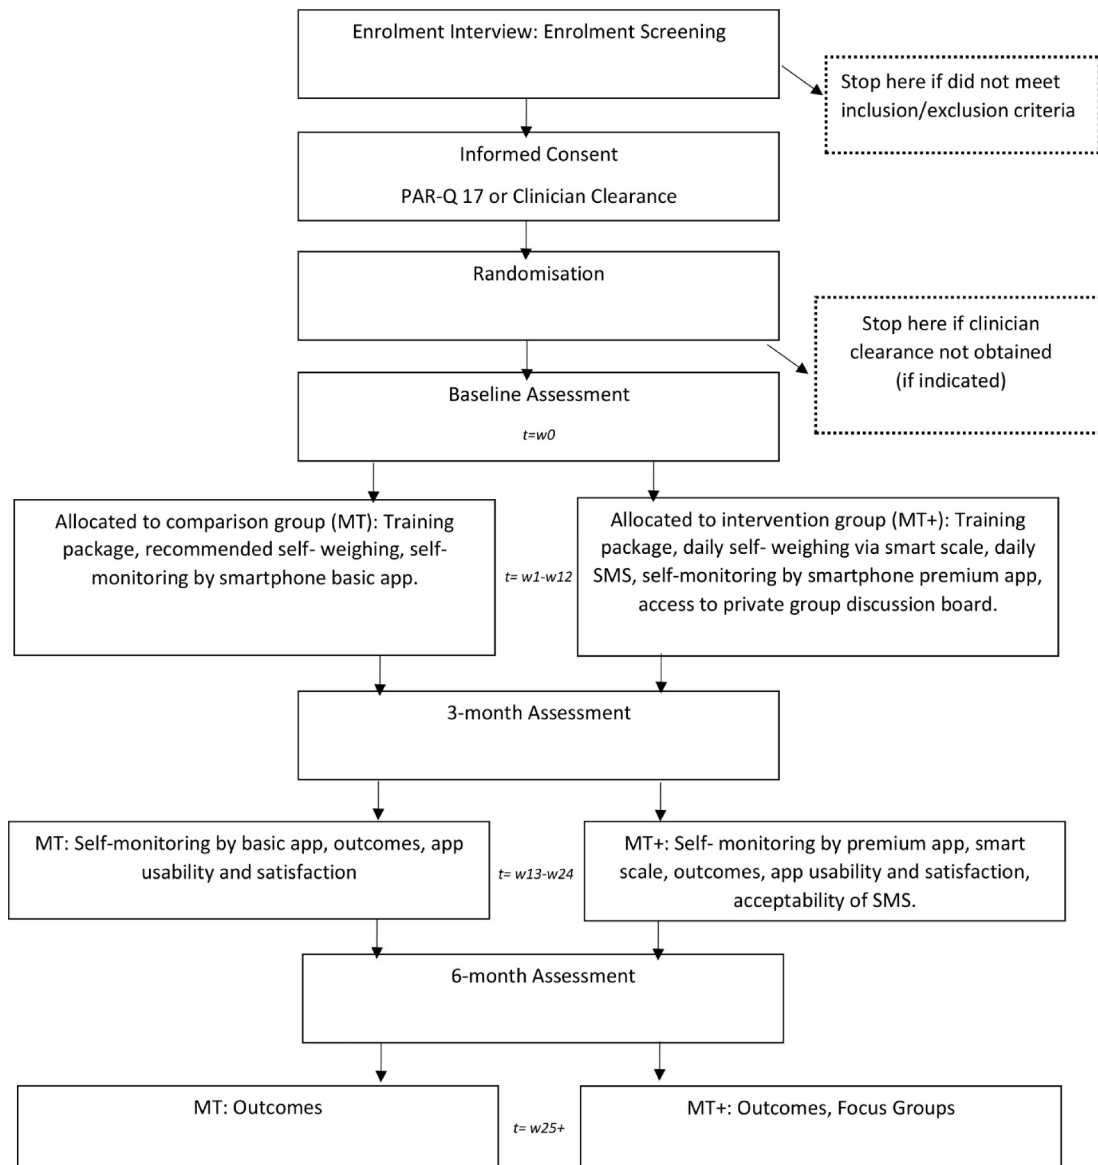 Enrolment Interview: Enrolment Screening
Stop here if did not meet
inclusion/exclusion criteria
Informed Consent
PAR-Q 17 or Clinician Clearance
Randomisation
Stop here if clinician
clearance not obtained
(if indicated)
Baseline Assessment
t=w0
Allocated to comparison group (MT): Training
package, recommended self- weighing, self-
monitoring by smartphone basic app.
t= w1-w12
Allocated to intervention group (MT+): Training
package, daily self- weighing via smart scale, daily
SMS, self-monitoring by smartphone premium app,
access to private group discussion board.
3-month Assessment
MT: Self-monitoring by basic app, outcomes, app
usability and satisfaction
t= w13-w24
MT+: Self- monitoring by premium app, smart
scale, outcomes, app usability and satisfaction,
acceptability of SMS.
6-month Assessment
MT: Outcomes
t= w25+
MT+: Outcomes, Focus Groups